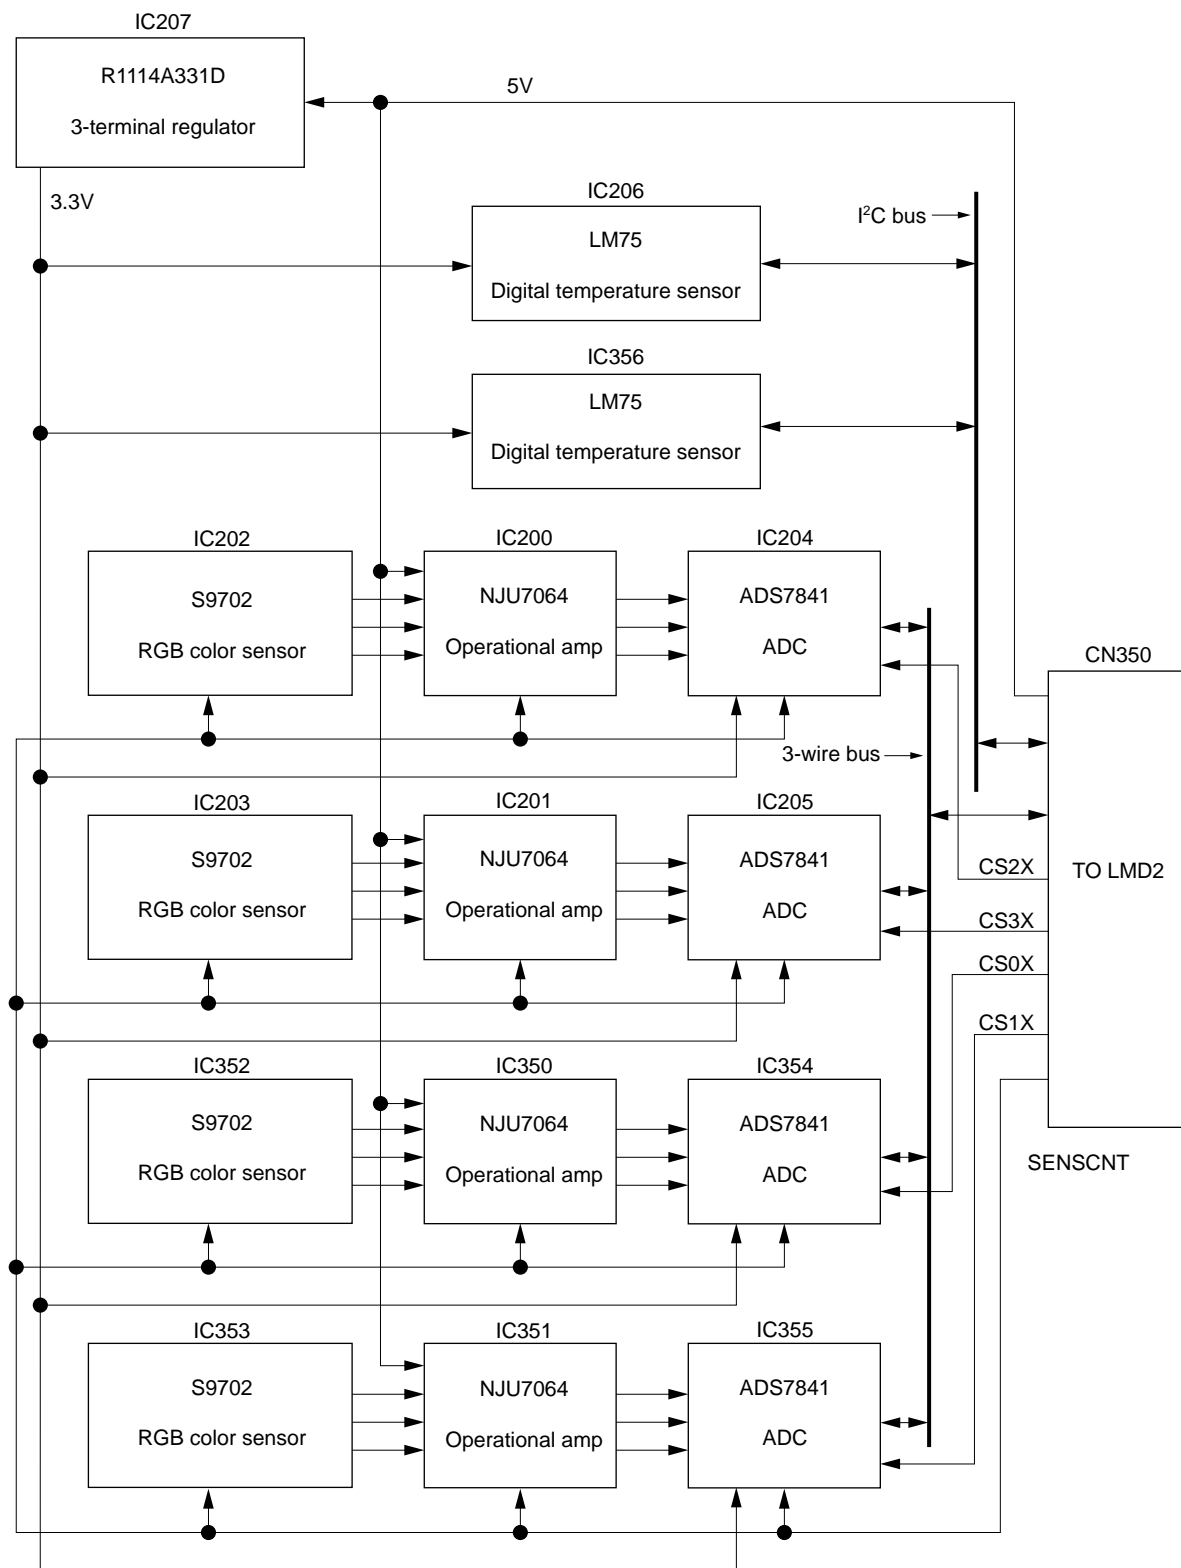 IC207
R1114A331D
3-terminal regulator
5V
3.3V
IC206
LM75
Digital temperature sensor
I²C bus
IC356
LM75
Digital temperature sensor
IC202
S9702
RGB color sensor
IC200
NJU7064
Operational amp
IC204
ADS7841
ADC
CN350
TO LMD2
3-wire bus
IC203
S9702
RGB color sensor
IC201
NJU7064
Operational amp
IC205
ADS7841
ADC
CS2X
CS3X
CS0X
CS1X
SENSCNT
IC352
S9702
RGB color sensor
IC350
NJU7064
Operational amp
IC354
ADS7841
ADC
IC353
S9702
RGB color sensor
IC351
NJU7064
Operational amp
IC355
ADS7841
ADC